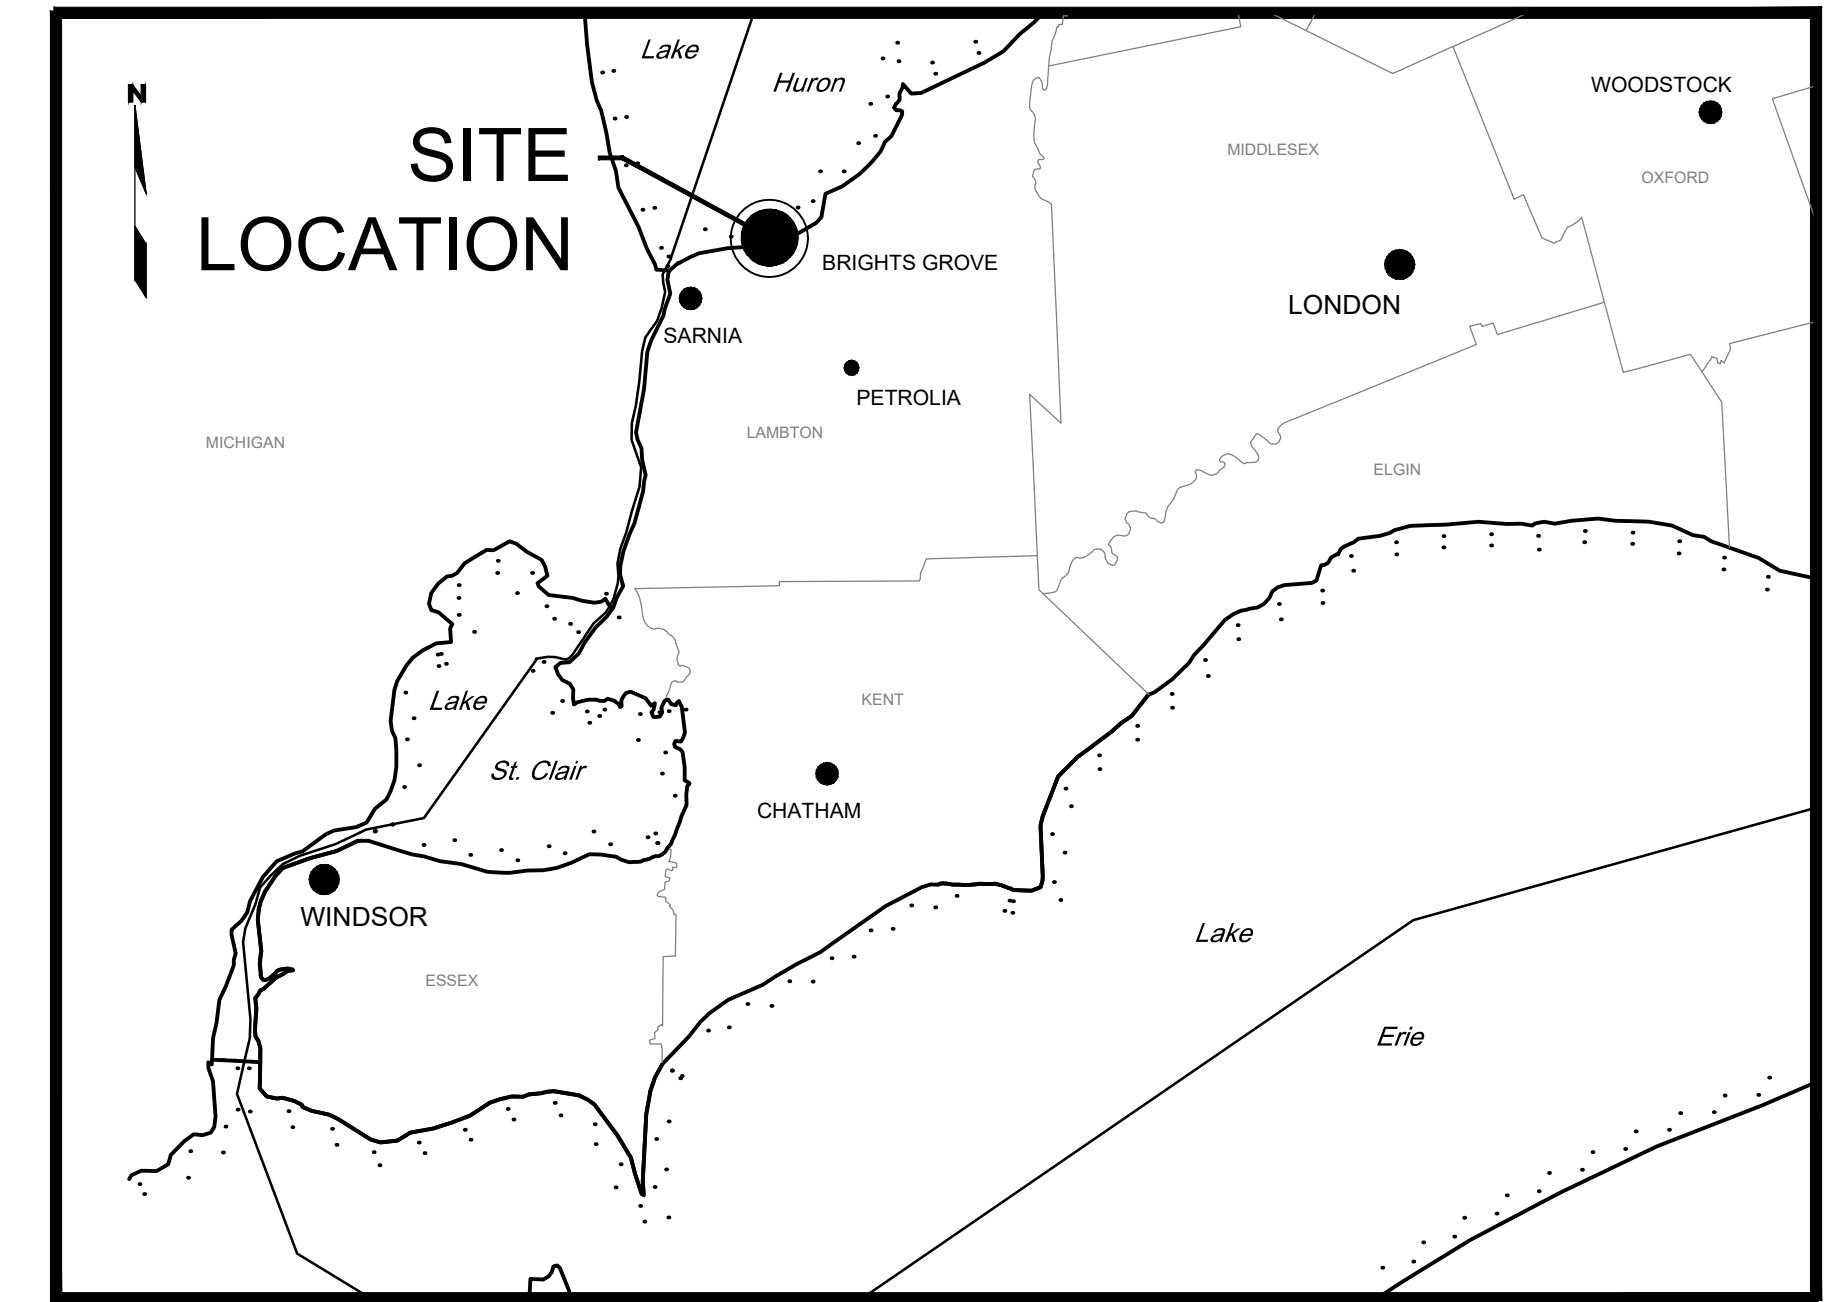 Lake
Huron
N
WOODSTOCK
SITE
LOCATION
MIDDLESEX
OXFORD
BRIGHTS GROVE
LONDON
SARNIA
PETROLIA
LAMBTON
MICHIGAN
ELGIN
Lake
St. Clair
KENT
CHATHAM
WINDSOR
Lake
ESSEX
Erie